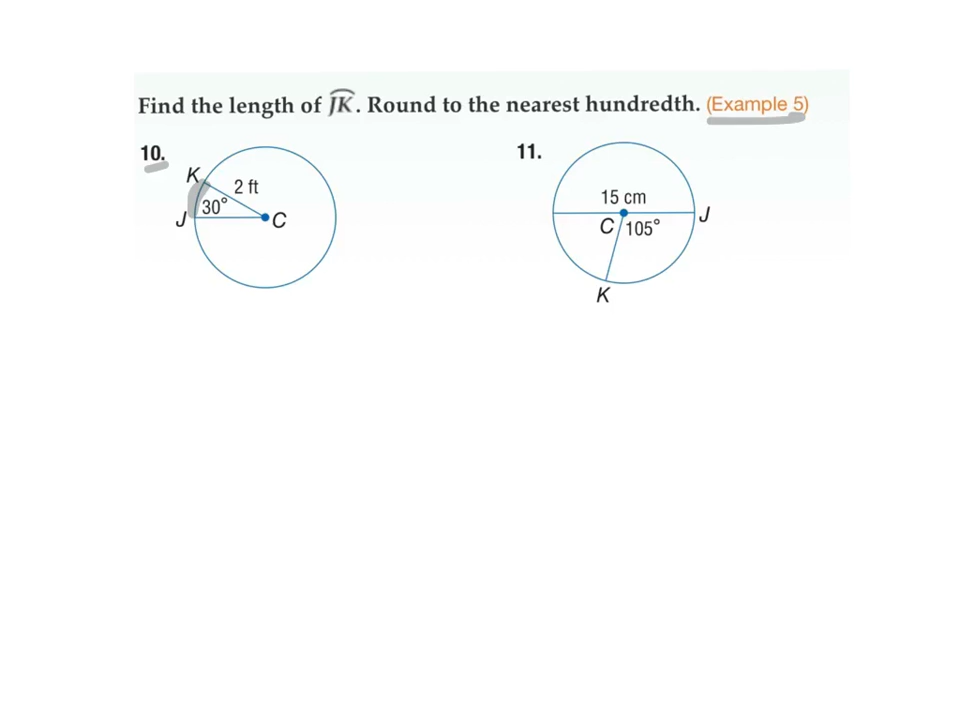 Find the length of JK. Round to the nearest hundredth. (Example 5)
10.
K
2 ft
30°
J
C
11.
15 cm
J
C
105°
K